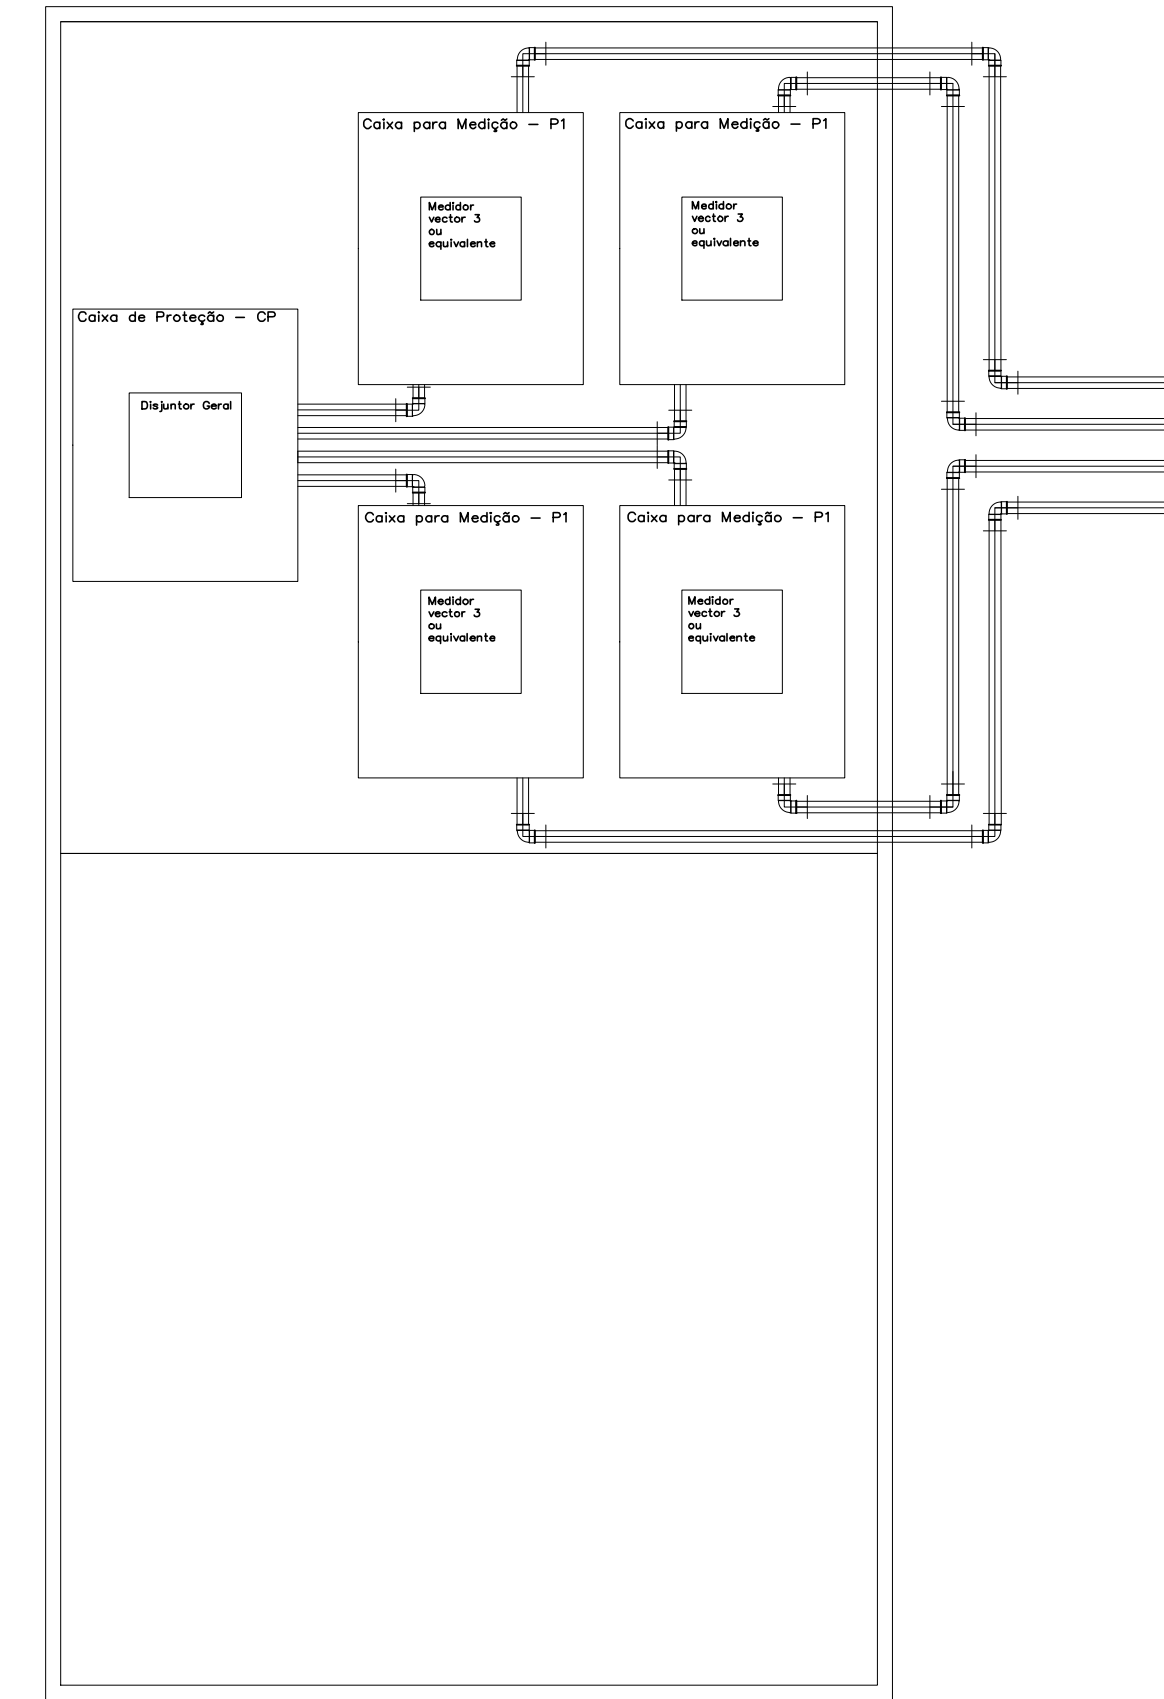 Caixa para Medição – P1
Medidor
vector 3
ou
equivalente
Caixa para Medição – P1
Medidor
vector 3
ou
equivalente
Caixa de Proteção – CP
Disjuntor Geral
Caixa para Medição – P1
Medidor
vector 3
ou
equivalente
Caixa para Medição – P1
Medidor
vector 3
ou
equivalente